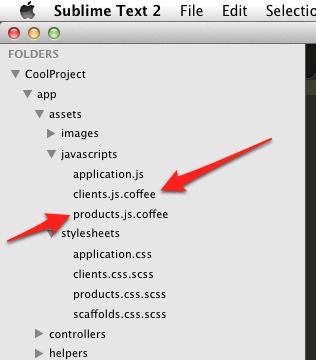 Sublime Text 2 File Edit Selectio
FOLDERS
CoolProject
app
assets
images
javascripts
application.js
clients.js.coffee
products.js.coffee
stylesheets
application.css
clients.css.scss
products.css.scss
scaffolds.css.scss
controllers
helpers